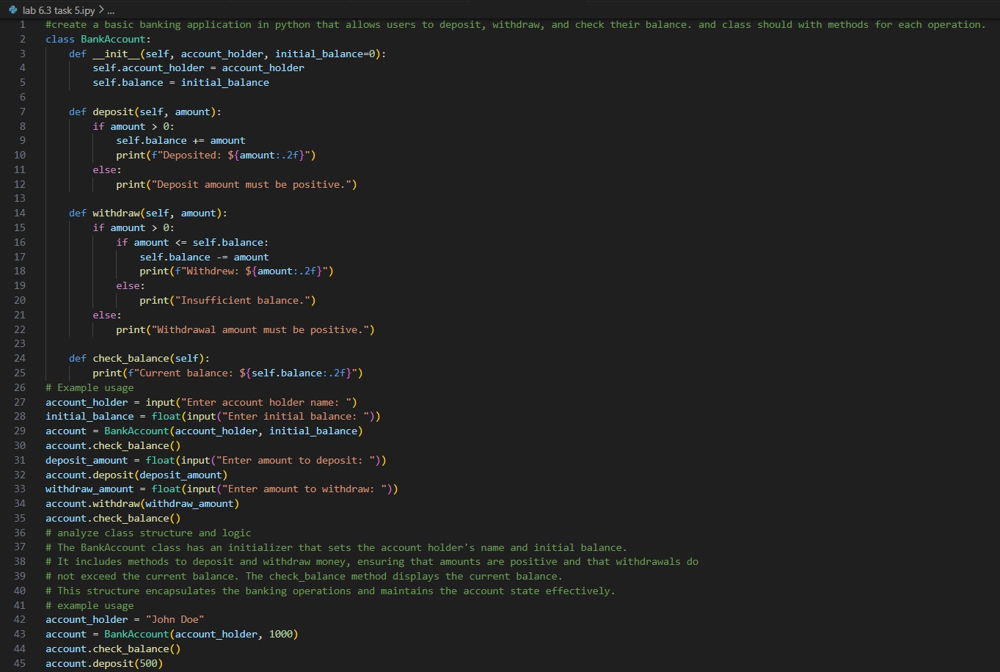 lab 6.3 task 5.ipy > ...
1 #create a basic banking application in python that allows users to deposit, withdraw, and check their balance. and class should with methods for each operation.
2 class BankAccount:
3     def __init__(self, account_holder, initial_balance=0):
4         self.account_holder = account_holder
5         self.balance = initial_balance
6
7     def deposit(self, amount):
8         if amount > 0:
9             self.balance += amount
10             print(f"Deposited: ${amount:.2f}")
11         else:
12             print("Deposit amount must be positive.")
13
14     def withdraw(self, amount):
15         if amount > 0:
16             if amount <= self.balance:
17                 self.balance -= amount
18                 print(f"Withdrew: ${amount:.2f}")
19             else:
20                 print("Insufficient balance.")
21         else:
22             print("Withdrawal amount must be positive.")
23
24     def check_balance(self):
25         print(f"Current balance: ${self.balance:.2f}")
26 # Example usage
27 account_holder = input("Enter account holder name: ")
28 initial_balance = float(input("Enter initial balance: "))
29 account = BankAccount(account_holder, initial_balance)
30 account.check_balance()
31 deposit_amount = float(input("Enter amount to deposit: "))
32 account.deposit(deposit_amount)
33 withdraw_amount = float(input("Enter amount to withdraw: "))
34 account.withdraw(withdraw_amount)
35 account.check_balance()
36 # analyze class structure and logic
37 # The BankAccount class has an initializer that sets the account holder's name and initial balance.
38 # It includes methods to deposit and withdraw money, ensuring that amounts are positive and that withdrawals do
39 # not exceed the current balance. The check_balance method displays the current balance.
40 # This structure encapsulates the banking operations and maintains the account state effectively.
41 # example usage
42 account_holder = "John Doe"
43 account = BankAccount(account_holder, 1000)
44 account.check_balance()
45 account.deposit(500)